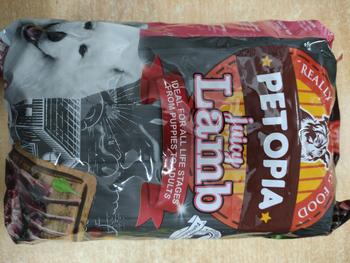 REALLY
FOOD
PETOPIA
juicy
Lamb
IDEAL FOR ALL LIFE STAGES
FROM PUPPIES TO ADULTS